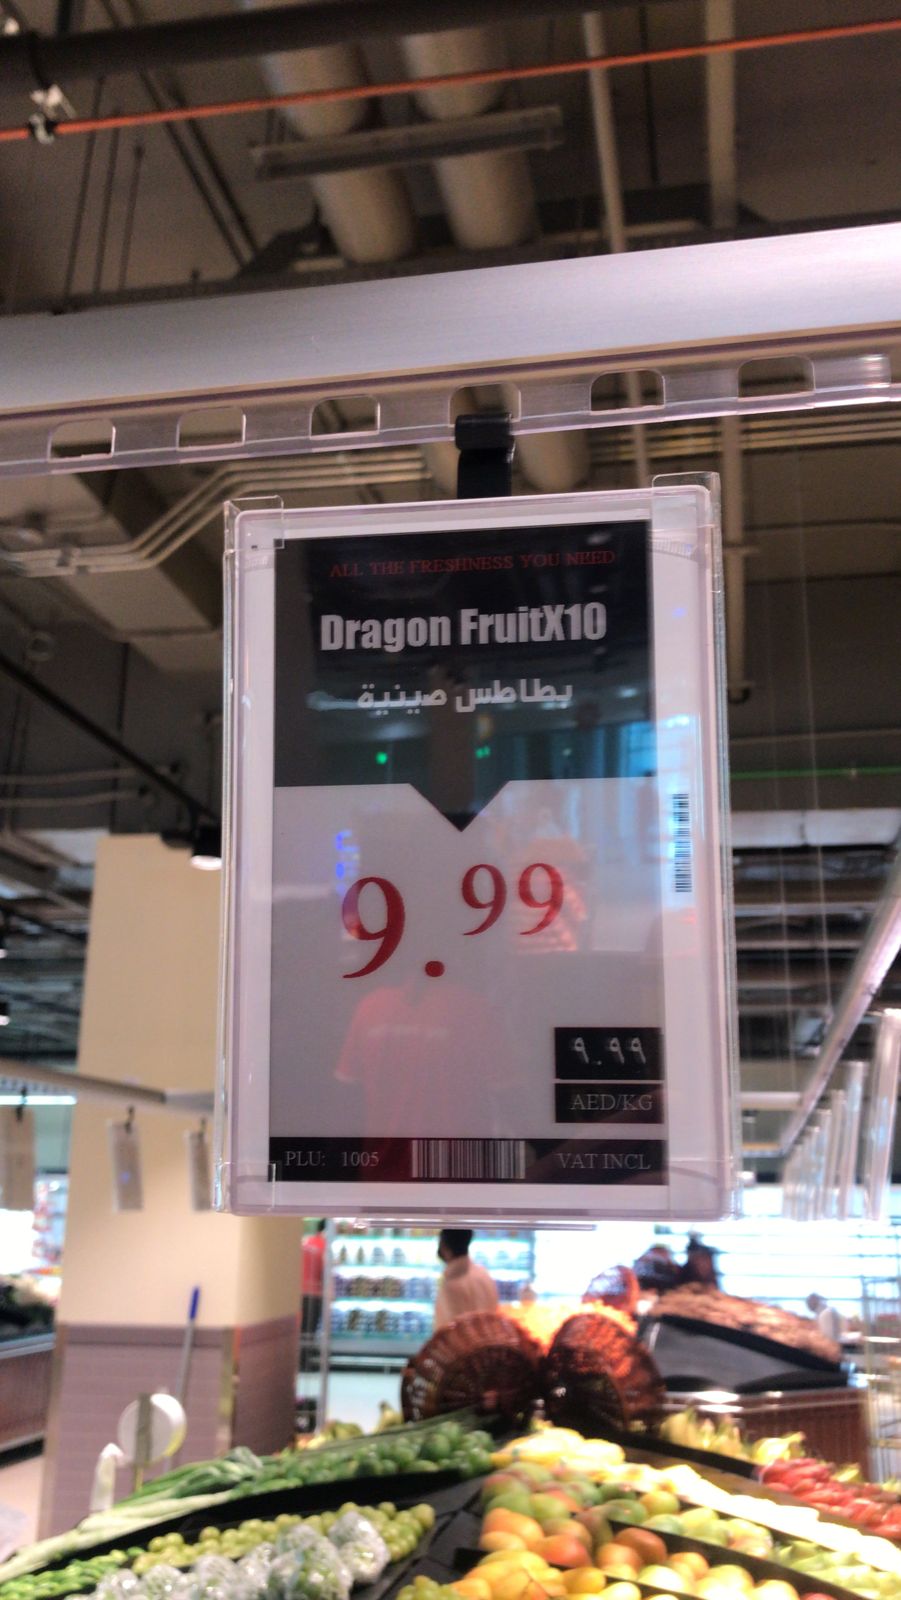 ALL THE FRESHNESS YOU NEED
Dragon FruitX10
بطاطس صينية
9.99
٩.٩٩
AED/KG
PLU: 1005
VAT INCL